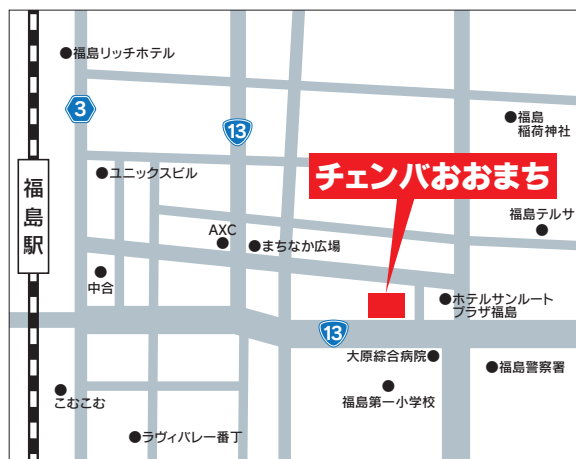 福島リッチホテル
3
13
福島
稲荷神社
ユニックスビル
チェンバおおまち
福島駅
福島テルサ
AXC
まちなか広場
中合
ホテルサンルート
プラザ福島
13
大原綜合病院
福島警察署
こむこむ
福島第一小学校
ラヴィバレー一番丁